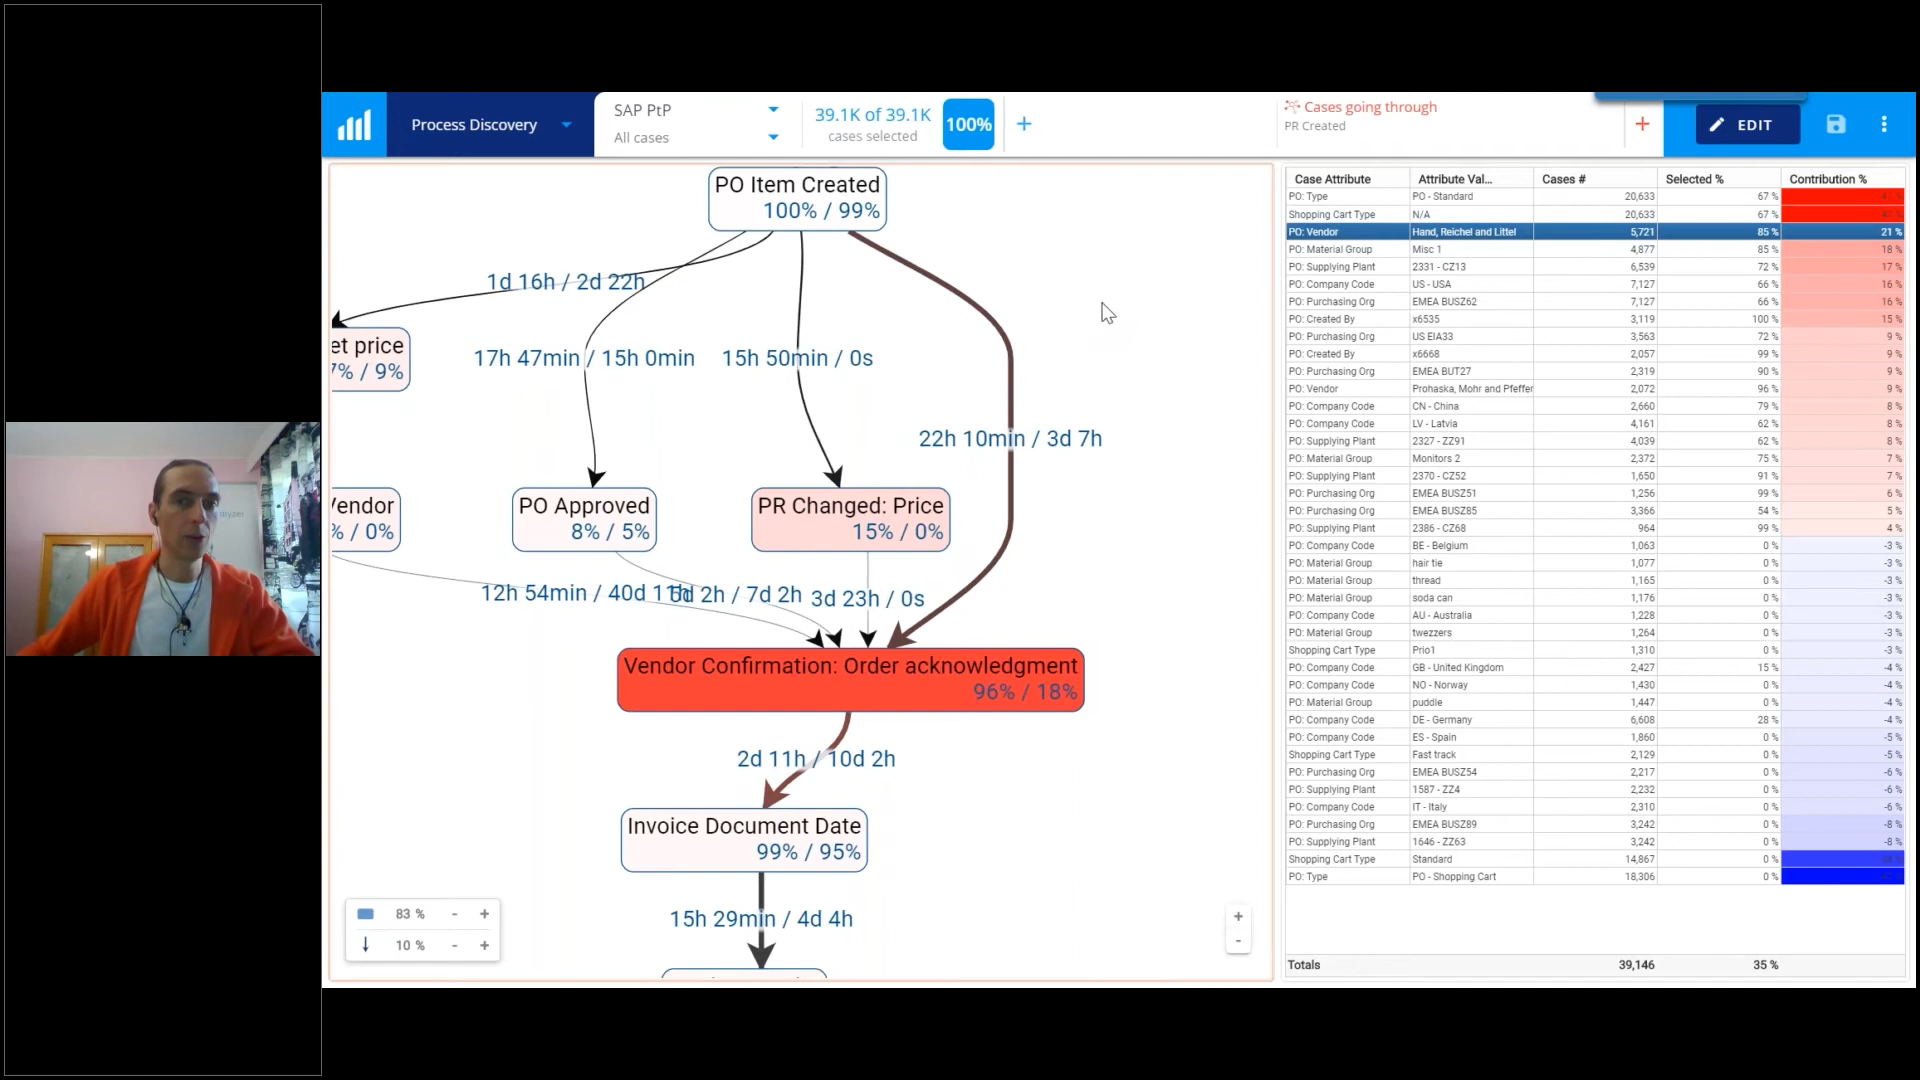 Process Discovery
SAP PtP
All cases
39.1K of 39.1K
cases selected
100%
+
Cases going through
PR Created
+
EDIT
PO Item Created
100% / 99%
1d 16h / 2d 22h
et price
7% / 9%
17h 47min / 15h 0min
15h 50min / 0s
22h 10min / 3d 7h
Vendor
% / 0%
PO Approved
8% / 5%
PR Changed: Price
15% / 0%
12h 54min / 40d 11h
5d 2h / 7d 2h
3d 23h / 0s
Vendor Confirmation: Order acknowledgment
96% / 18%
2d 11h / 10d 2h
Invoice Document Date
99% / 95%
15h 29min / 4d 4h
83 % - +
10 % - +
+
-
Case Attribute Attribute Val... Cases # Selected % Contribution %
PO: Type PO - Standard 20,633 67 %
Shopping Cart Type N/A 20,633 67 %
PO: Vendor Hand, Reichel and Littel 5,721 85 % 21 %
PO: Material Group Misc 1 4,877 85 % 18 %
PO: Supplying Plant 2331 - CZ13 6,539 72 % 17 %
PO: Company Code US - USA 7,127 66 % 16 %
PO: Purchasing Org EMEA BUSZ62 7,127 66 % 16 %
PO: Created By x6535 3,119 100 % 15 %
PO: Purchasing Org US EIA33 3,563 72 % 9 %
PO: Created By x6668 2,057 99 % 9 %
PO: Purchasing Org EMEA BUT27 2,319 90 % 9 %
PO: Vendor Prohaska, Mohr and Pfeffer 2,072 96 % 9 %
PO: Company Code CN - China 2,660 79 % 8 %
PO: Company Code LV - Latvia 4,161 62 % 8 %
PO: Supplying Plant 2327 - ZZ91 4,039 62 % 8 %
PO: Material Group Monitors 2 2,372 75 % 7 %
PO: Supplying Plant 2370 - CZ52 1,650 91 % 7 %
PO: Purchasing Org EMEA BUSZ51 1,256 99 % 6 %
PO: Purchasing Org EMEA BUSZ85 3,366 54 % 5 %
PO: Supplying Plant 2386 - CZ68 964 99 % 4 %
PO: Company Code BE - Belgium 1,063 0 % -3 %
PO: Material Group hair tie 1,077 0 % -3 %
PO: Material Group thread 1,165 0 % -3 %
PO: Material Group soda can 1,176 0 % -3 %
PO: Company Code AU - Australia 1,228 0 % -3 %
PO: Material Group twezzers 1,264 0 % -3 %
Shopping Cart Type Prio1 1,310 0 % -3 %
PO: Company Code GB - United Kingdom 2,427 15 % -4 %
PO: Company Code NO - Norway 1,430 0 % -4 %
PO: Material Group puddle 1,447 0 % -4 %
PO: Company Code DE - Germany 6,608 28 % -4 %
PO: Company Code ES - Spain 1,860 0 % -5 %
Shopping Cart Type Fast track 2,129 0 % -5 %
PO: Purchasing Org EMEA BUSZ54 2,217 0 % -6 %
PO: Supplying Plant 1587 - ZZ4 2,232 0 % -6 %
PO: Company Code IT - Italy 2,310 0 % -6 %
PO: Purchasing Org EMEA BUSZ89 3,242 0 % -8 %
PO: Supplying Plant 1646 - ZZ63 3,242 0 % -8 %
Shopping Cart Type Standard 14,867 0 %
PO: Type PO - Shopping Cart 18,306 0 %
Totals 39,146 35 %